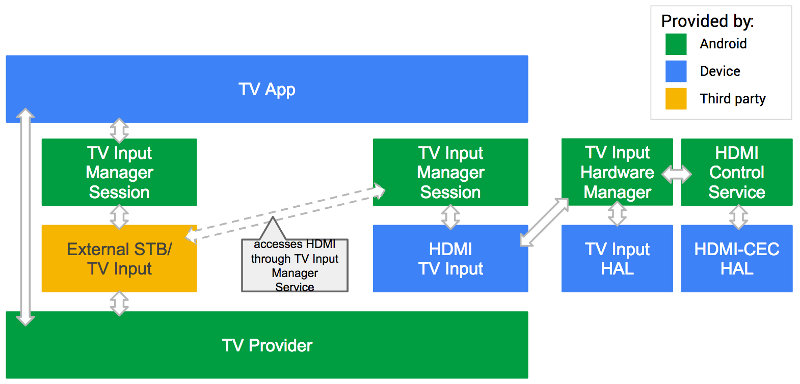 Provided by:
Android
Device
Third party
TV App
TV Input
Manager
Session
TV Input
Manager
Session
TV Input
Hardware
Manager
HDMI
Control
Service
External STB/
TV Input
accesses HDMI
through TV Input
Manager
Service
HDMI
TV Input
TV Input
HAL
HDMI-CEC
HAL
TV Provider